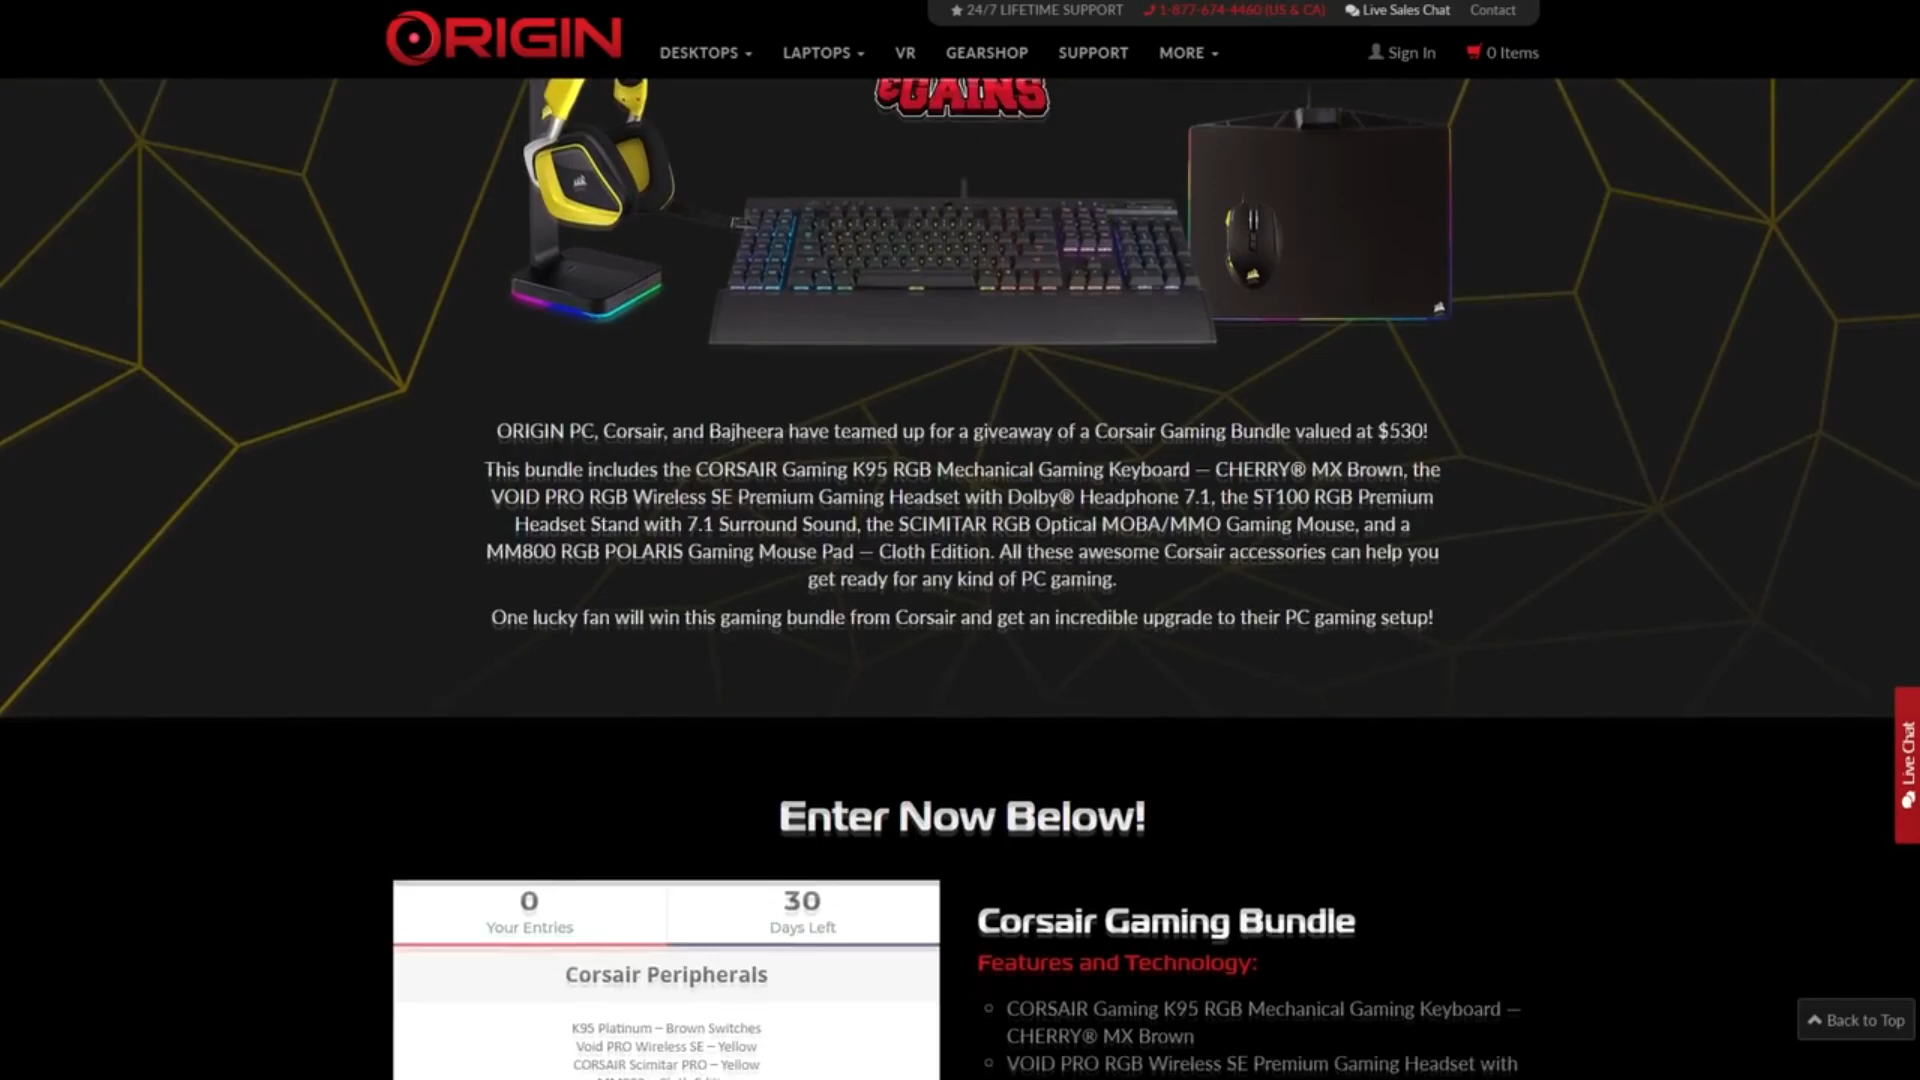 24/7 LIFETIME SUPPORT 1-877-674-4460 (US & CA) Live Sales Chat Contact
ORIGIN
DESKTOPS LAPTOPS VR GEARSHOP SUPPORT MORE Sign In 0 Items
&GAINS
ORIGIN PC, Corsair, and Bajheera have teamed up for a giveaway of a Corsair Gaming Bundle valued at $530!
This bundle includes the CORSAIR Gaming K95 RGB Mechanical Gaming Keyboard — CHERRY® MX Brown, the
VOID PRO RGB Wireless SE Premium Gaming Headset with Dolby® Headphone 7.1, the ST100 RGB Premium
Headset Stand with 7.1 Surround Sound, the SCIMITAR RGB Optical MOBA/MMO Gaming Mouse, and a
MM800 RGB POLARIS Gaming Mouse Pad — Cloth Edition. All these awesome Corsair accessories can help you
get ready for any kind of PC gaming.
One lucky fan will win this gaming bundle from Corsair and get an incredible upgrade to their PC gaming setup!
Live Chat
Enter Now Below!
0 30
Your Entries Days Left
Corsair Peripherals
K95 Platinum – Brown Switches
Void PRO Wireless SE – Yellow
CORSAIR Scimitar PRO – Yellow
Corsair Gaming Bundle
Features and Technology:
CORSAIR Gaming K95 RGB Mechanical Gaming Keyboard —
CHERRY® MX Brown
VOID PRO RGB Wireless SE Premium Gaming Headset with
Back to Top